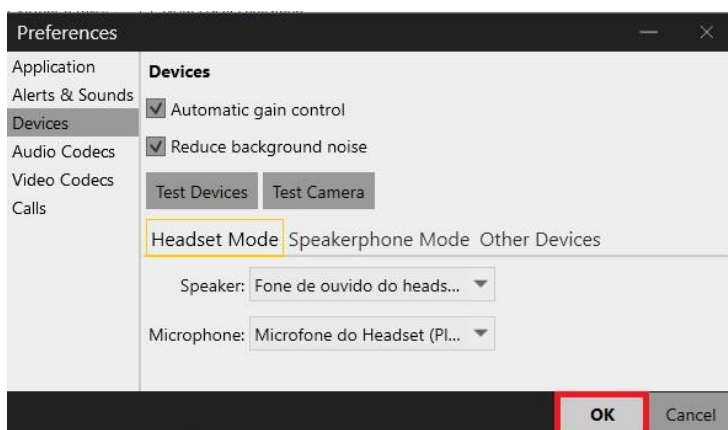 Preferences
Application
Alerts & Sounds
Devices
Audio Codecs
Video Codecs
Calls
Devices
Automatic gain control
Reduce background noise
Test Devices Test Camera
Headset Mode Speakerphone Mode Other Devices
Speaker: Fone de ouvido do heads...
Microphone: Microfone do Headset (Pl...
OK Cancel